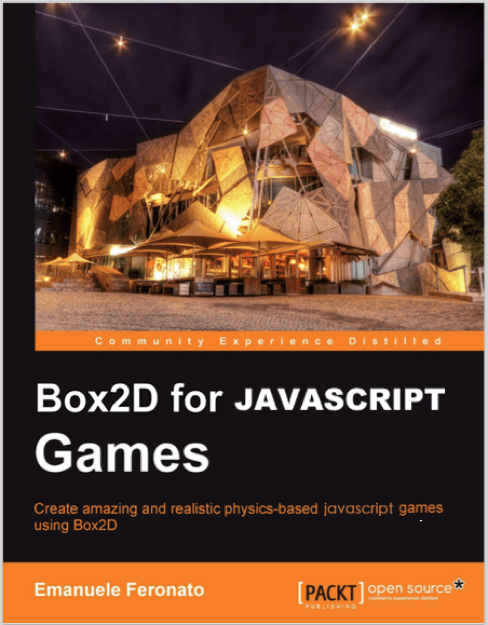 Community Experience Distilled
Box2D for JAVASCRIPT
Games
Create amazing and realistic physics-based javascript games
using Box2D
Emanuele Feronato
[PACKT]
PUBLISHING
open source*
community experience distilled